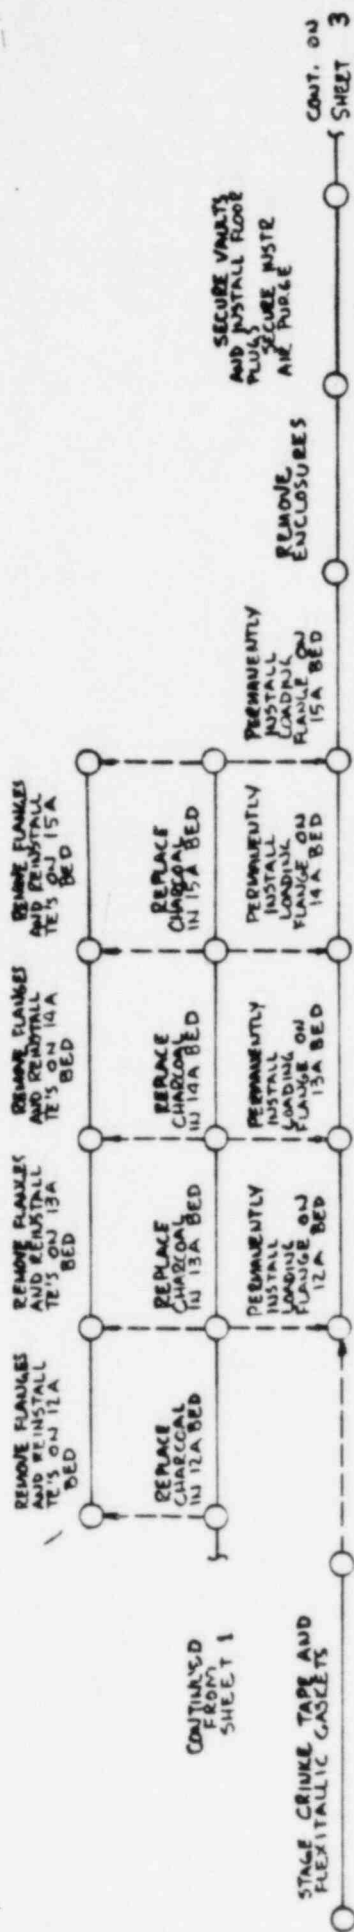 REMOVE FLANGES
AND REINSTALL
TE'S ON 12A
BED
REMOVE FLANGES
AND REINSTALL
TE'S ON 13A
BED
REMOVE FLANGES
AND REINSTALL
TE'S ON 14A
BED
REMOVE FLANGES
AND REINSTALL
TE'S ON 15A
BED
CONTINUED
FROM
SHEET 1
REPLACE
CHARCOAL
IN 12A BED
REPLACE
CHARCOAL
IN 13A BED
REPLACE
CHARCOAL
IN 14A BED
REPLACE
CHARCOAL
IN 15A BED
STAGE CRINKE TAPE AND
FLEXITALLIC GASKETS
PERMANENTLY
INSTALL
LOADING
FLANGE ON
12A BED
PERMANENTLY
INSTALL
LOADING
FLANGE ON
13A BED
PERMANENTLY
INSTALL
LOADING
FLANGE ON
14A BED
PERMANENTLY
INSTALL
LOADING
FLANGE ON
15A BED
REMOVE
ENCLOSURES
SECURE VAULTS
AND INSTALL FLOOR
PLUGS
SECURE INSTR
AIR PURGE
CONT. ON
SHEET 3